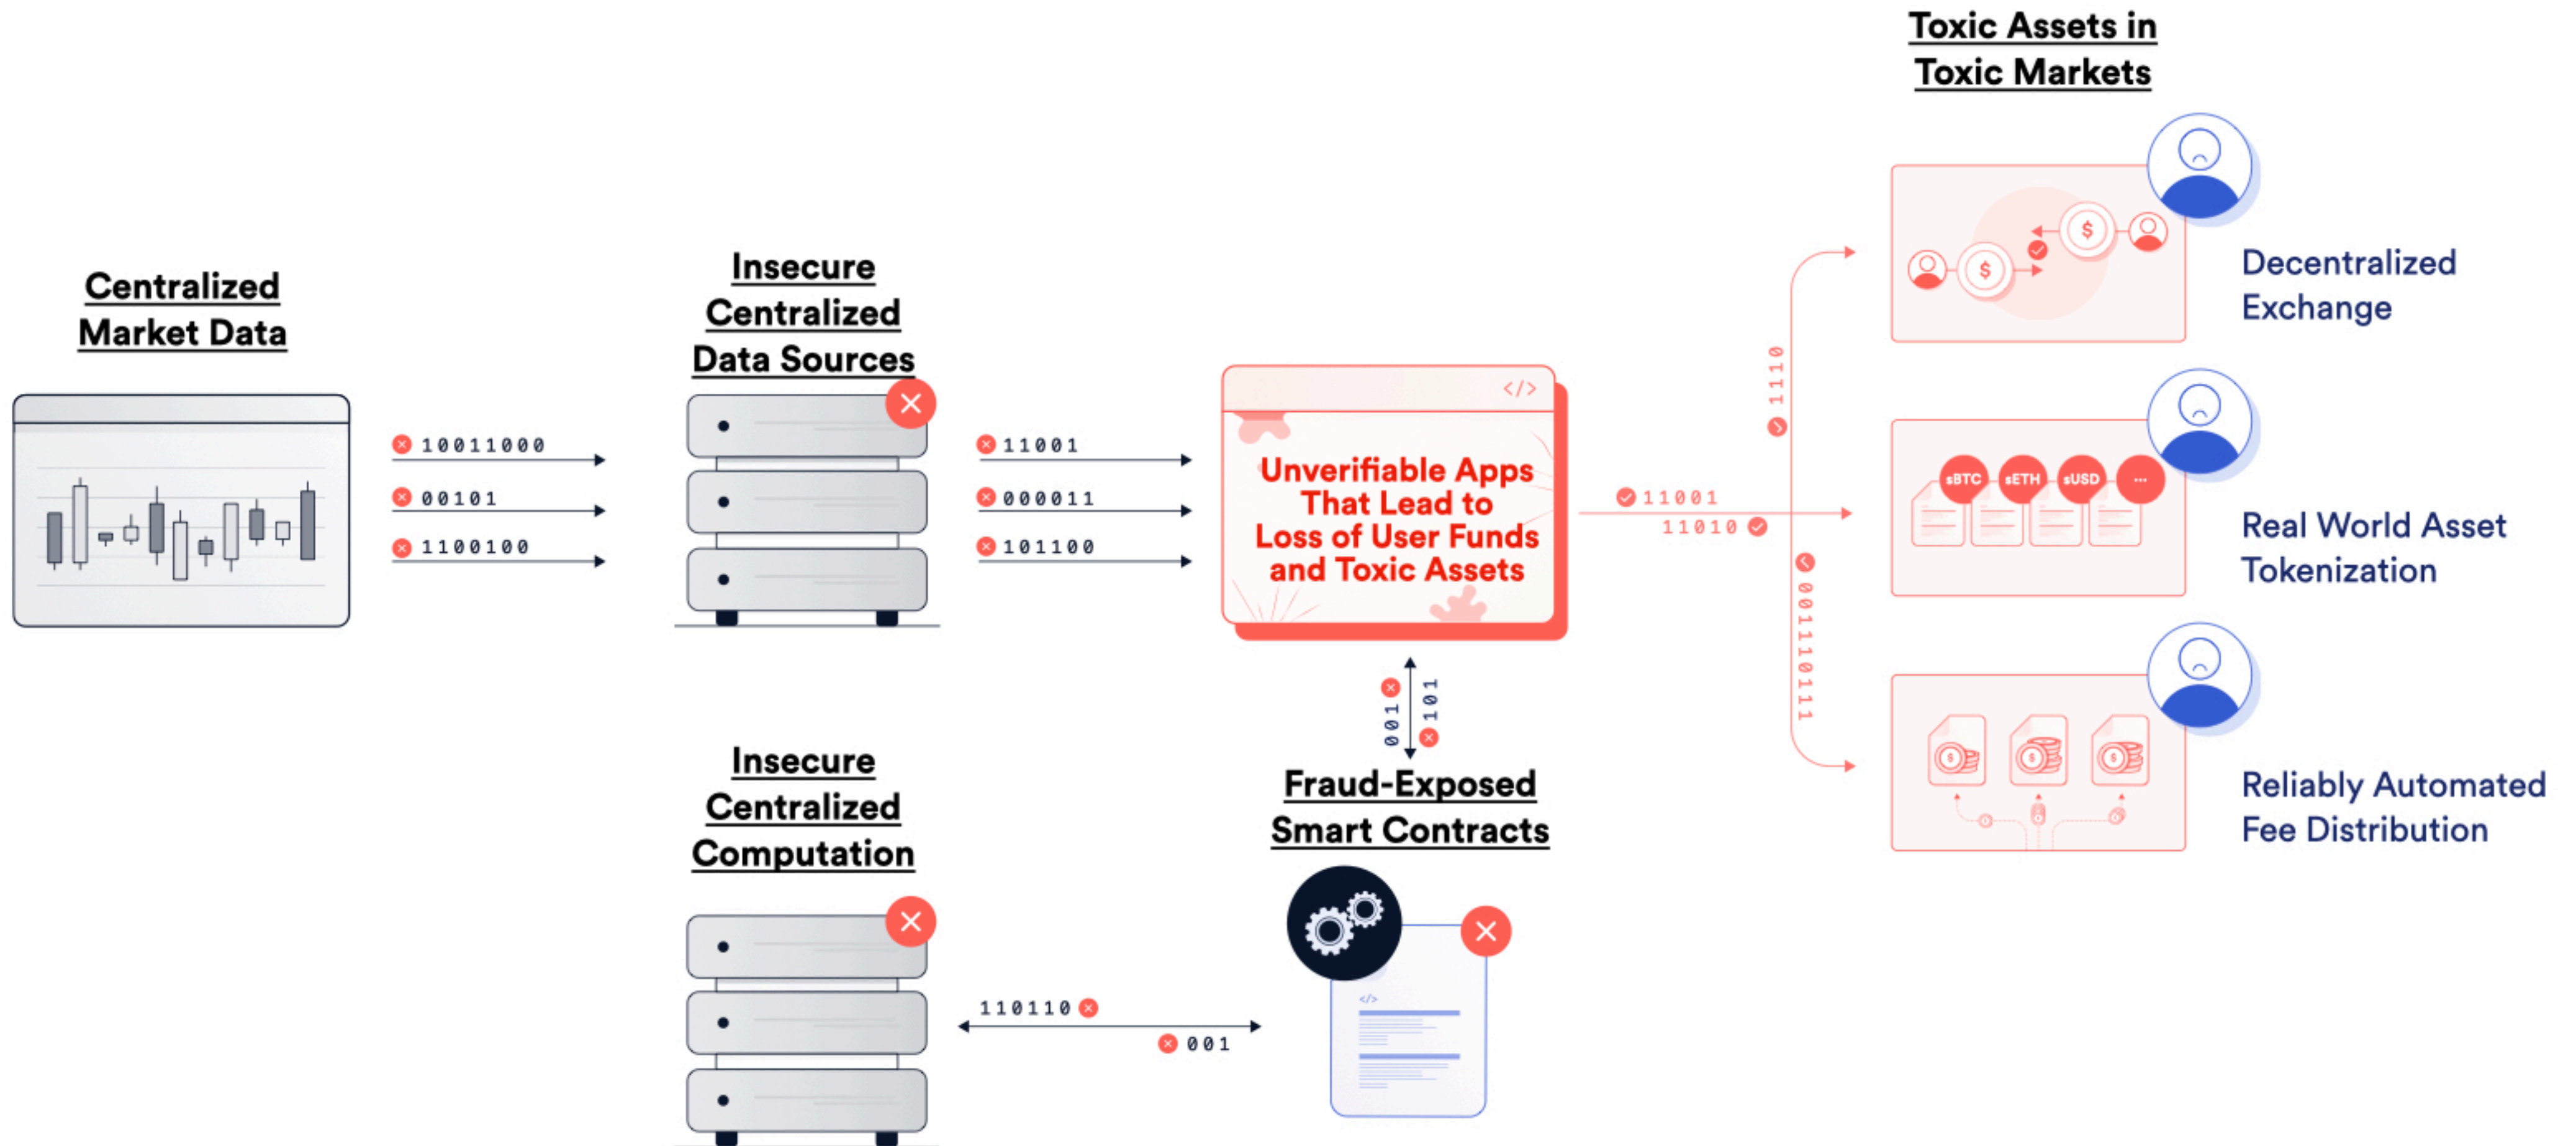 Toxic Assets in
Toxic Markets
Centralized
Market Data
Insecure
Centralized
Data Sources
10011000
00101
1100100
11001
000011
101100
</>
Unverifiable Apps
That Lead to
Loss of User Funds
and Toxic Assets
11001
11010
1110
0011110111
$
$
Decentralized
Exchange
sBTC
sETH
sUSD
...
Real World Asset
Tokenization
$
$
$
Reliably Automated
Fee Distribution
001
101
Insecure
Centralized
Computation
Fraud-Exposed
Smart Contracts
110110
001
</>